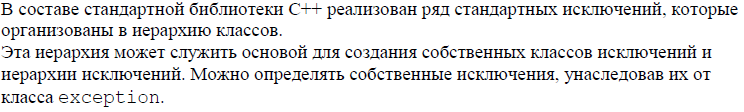 В составе стандартной библиотеки C++ реализован ряд стандартных исключений, которые
организованы в иерархию классов.
Эта иерархия может служить основой для создания собственных классов исключений и
иерархии исключений. Можно определять собственные исключения, унаследовав их от
класса exception.